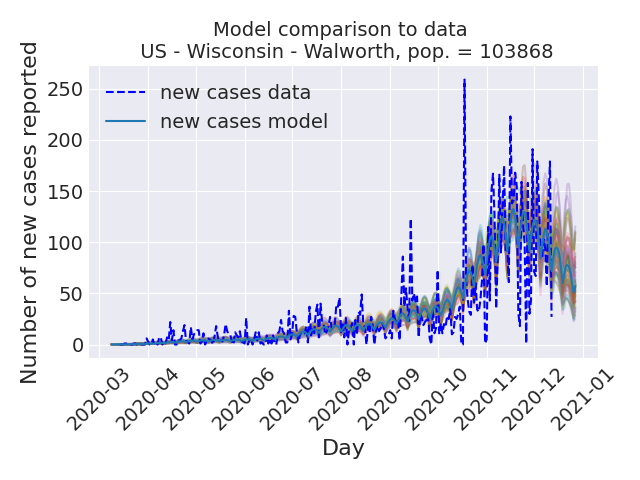 Model comparison to data
US - Wisconsin - Walworth, pop. = 103868
Number of new cases reported
250
200
150
100
50
0
new cases data
new cases model
2020-03
2020-04
2020-05
2020-06
2020-07
2020-08
2020-09
2020-10
2020-11
2020-12
2021-01
Day